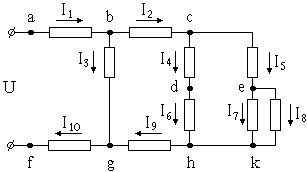 a I₁ b I₂ c
I₃ I₄ I₅
U d e
I₆ I₇ I₈
I₁₀ I₉
f g h k